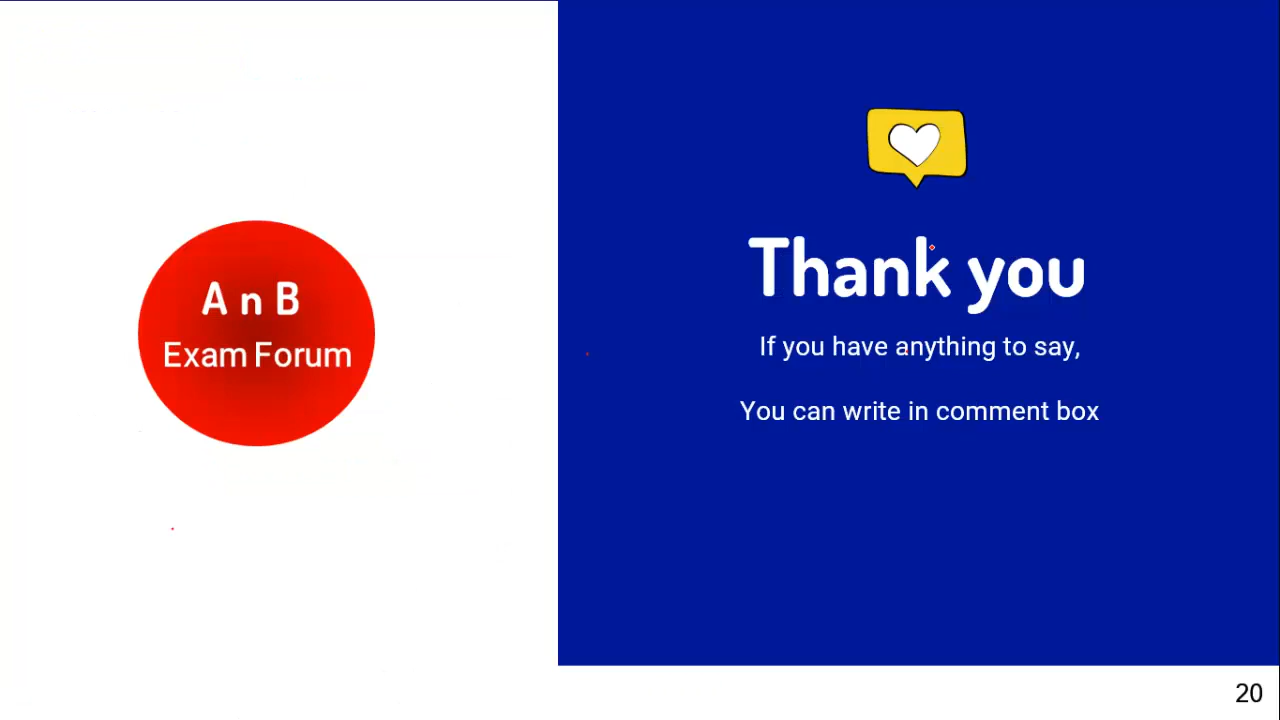 A n B
Exam Forum
Thank you
If you have anything to say,
You can write in comment box
20